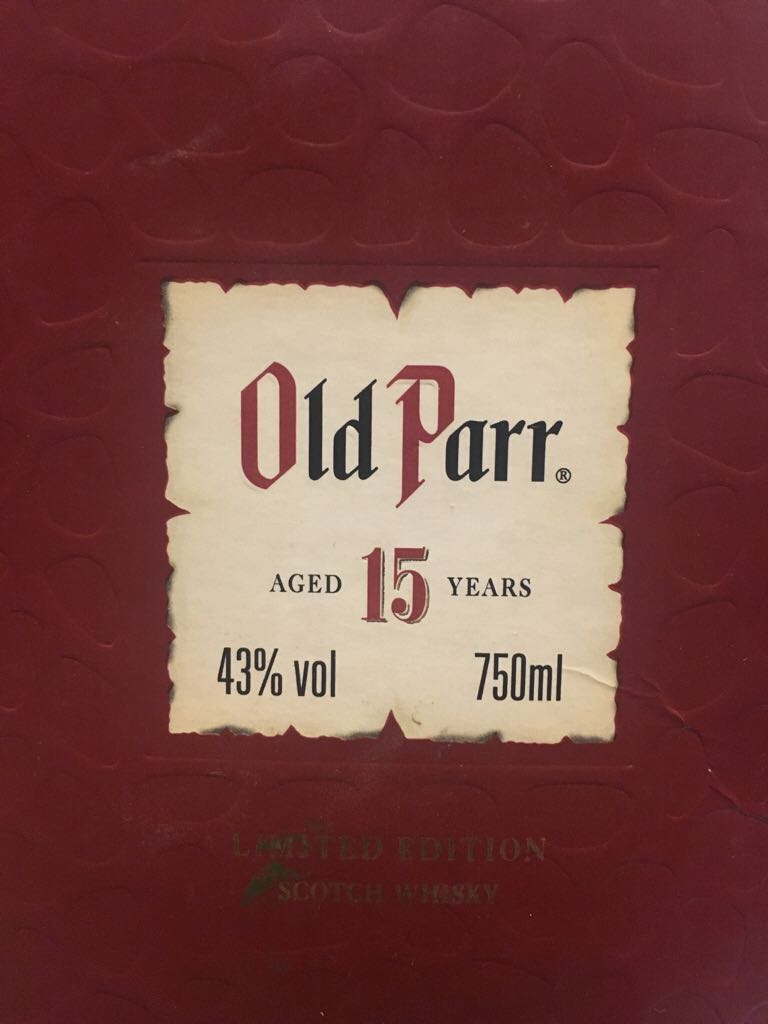 Old Parr®
AGED 15 YEARS
43% vol 750ml
LIMITED EDITION
SCOTCH WHISKY